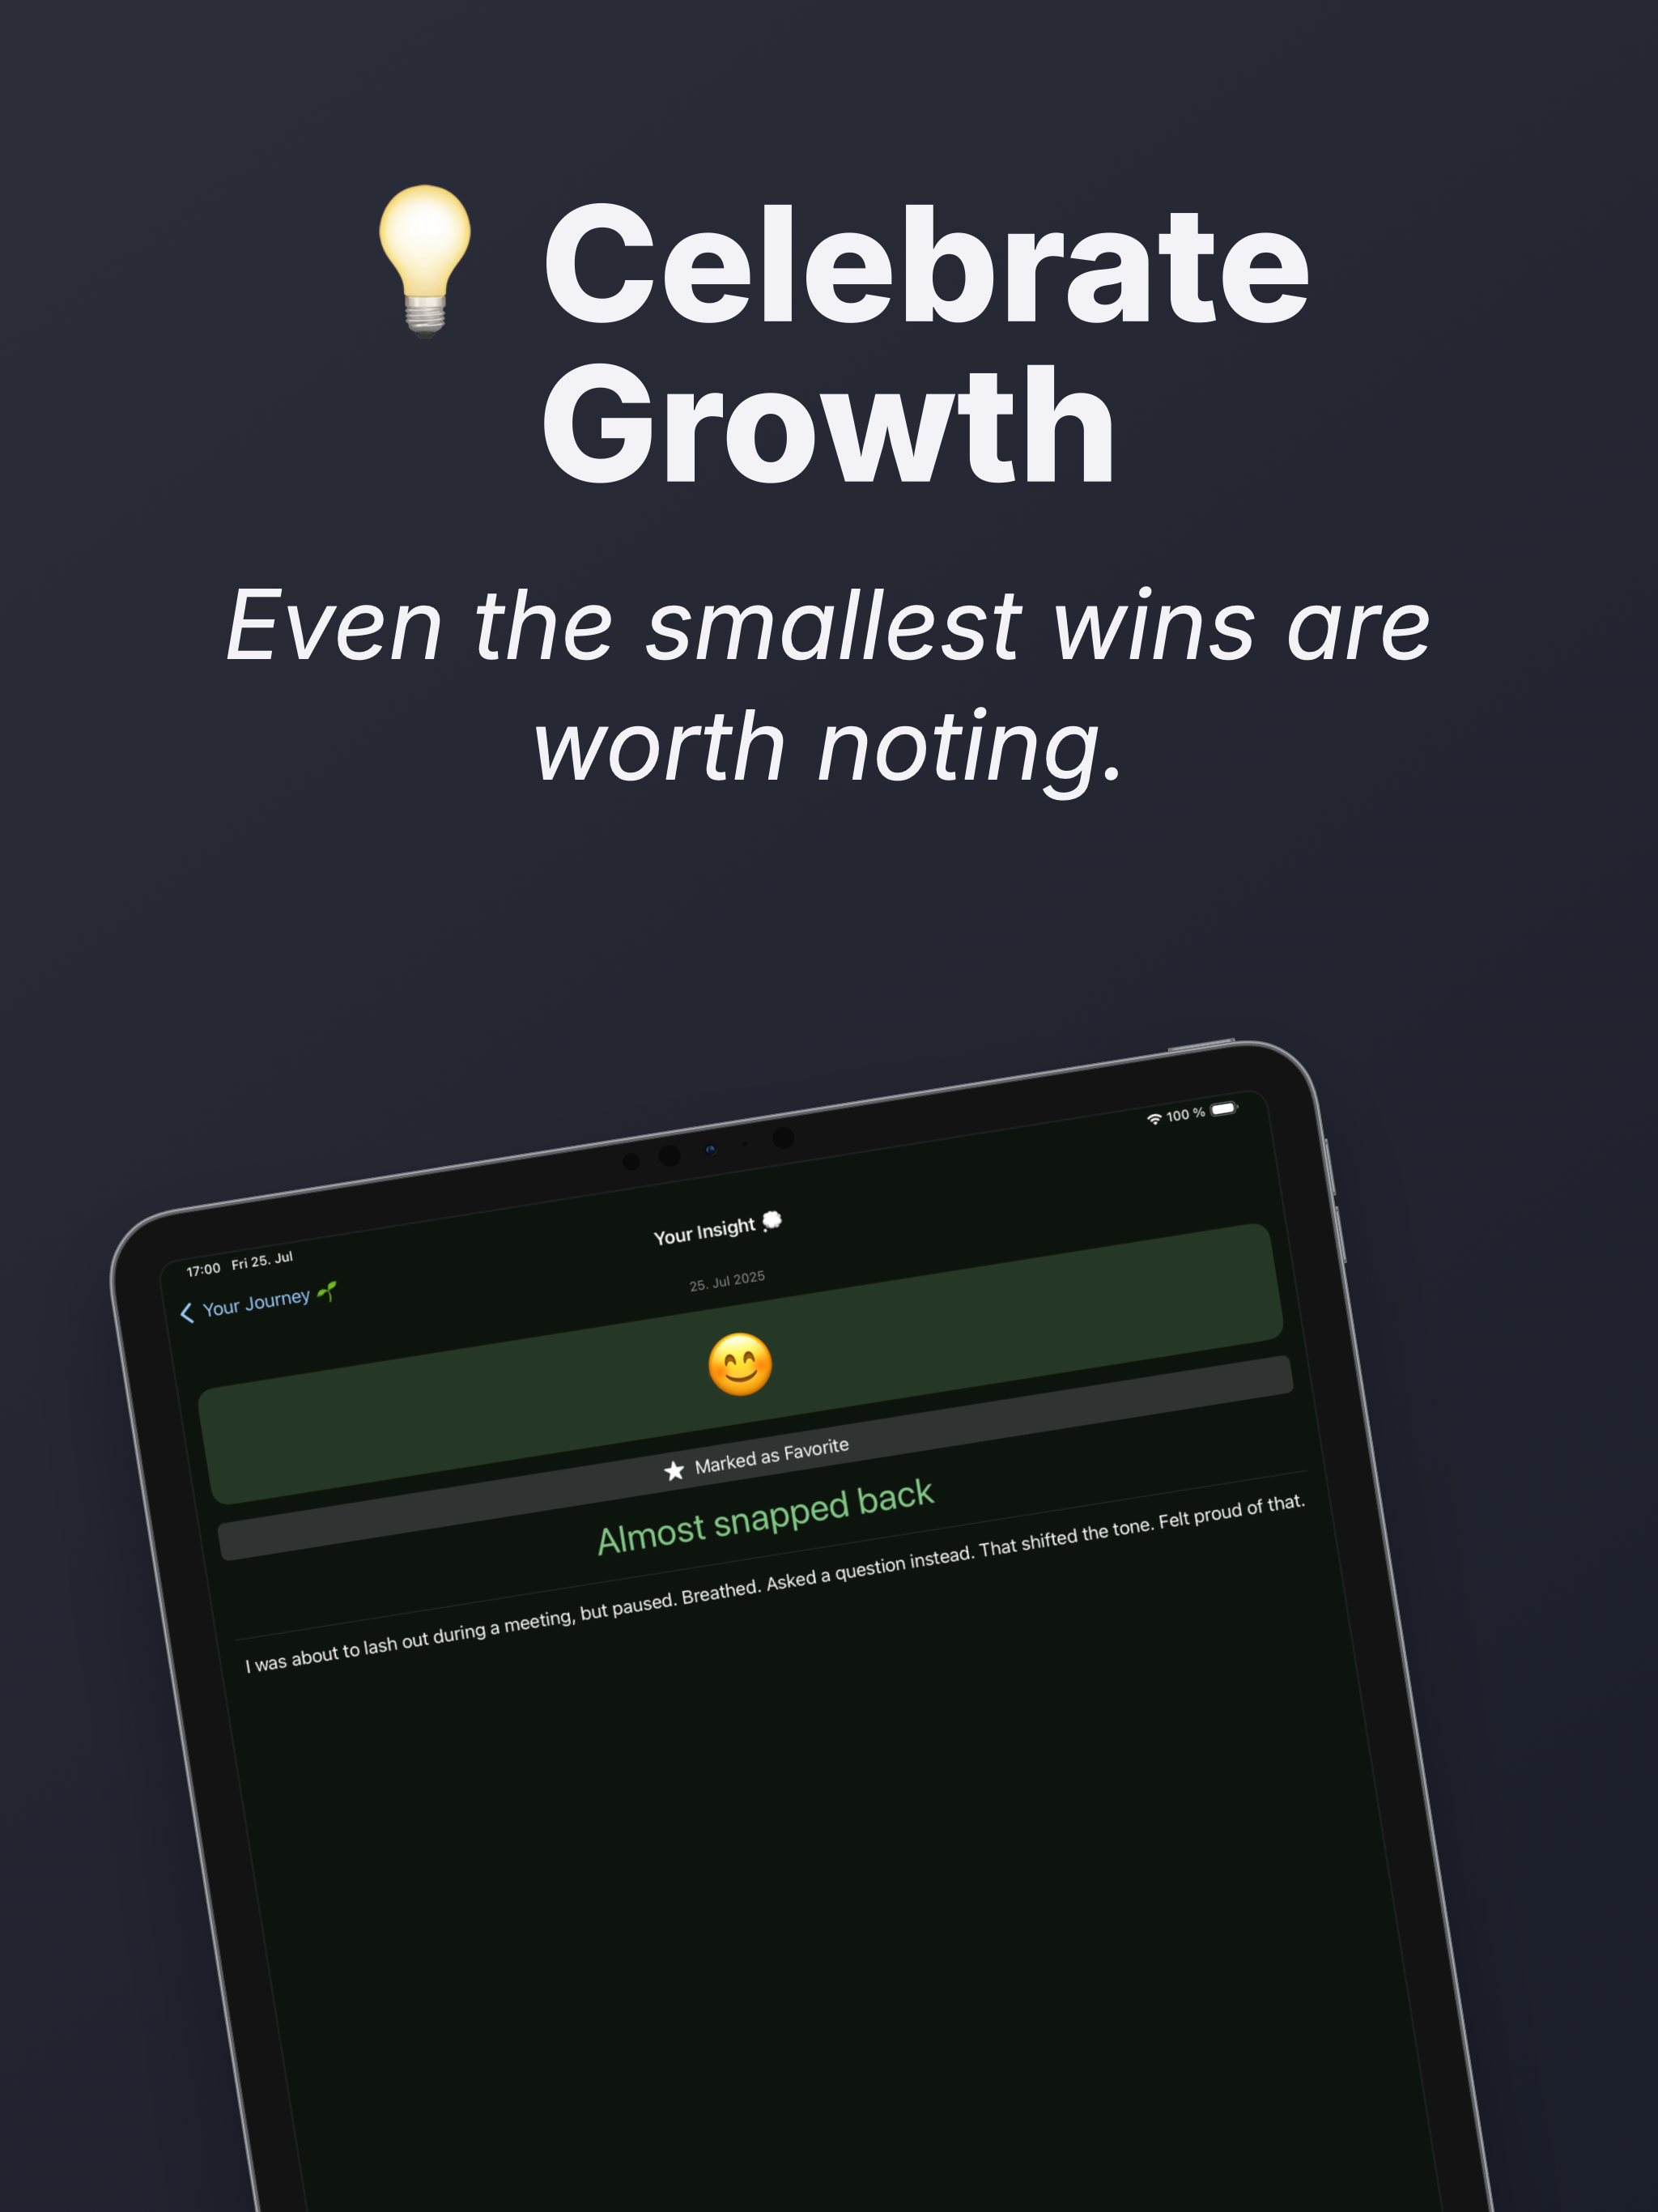 💡 Celebrate
Growth
Even the smallest wins are
worth noting.
17:00 Fri 25. Jul
100 %
Your Journey 🌱
Your Insight 💭
25. Jul 2025
😊
★ Marked as Favorite
Almost snapped back
I was about to lash out during a meeting, but paused. Breathed. Asked a question instead. That shifted the tone. Felt proud of that.